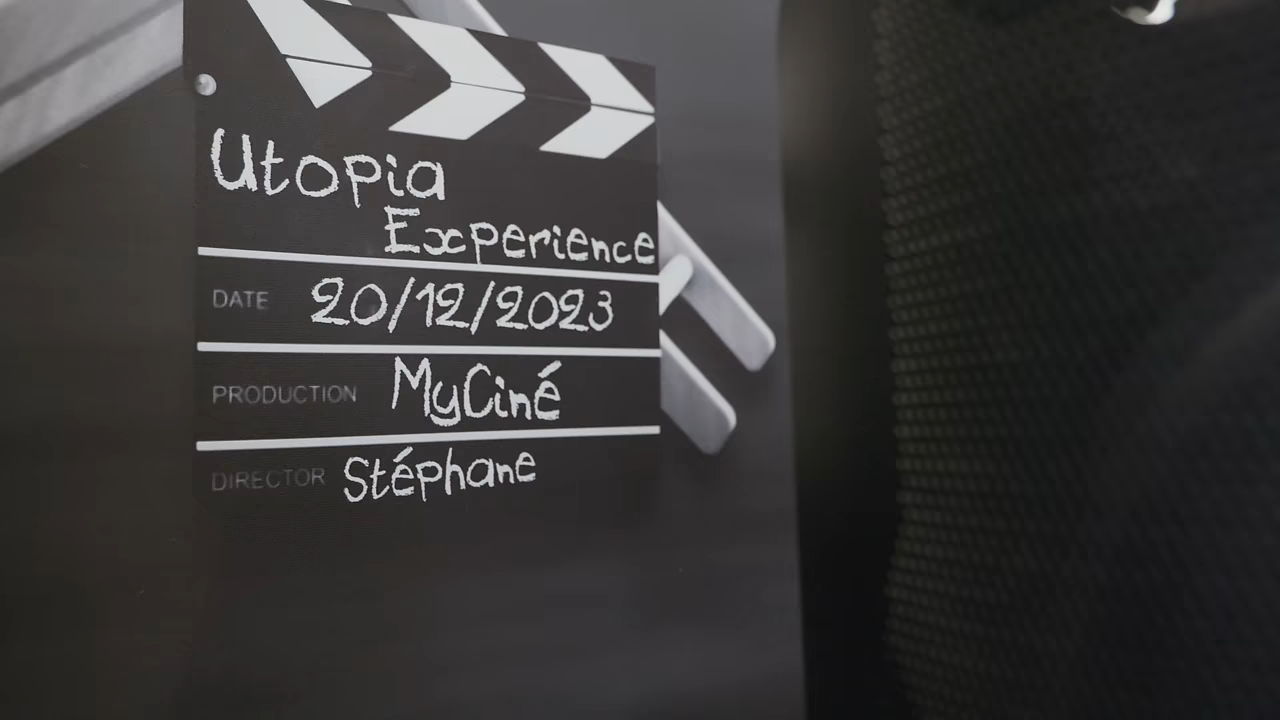 Utopia
Experience
DATE 20/12/2023
PRODUCTION MyCiné
DIRECTOR Stéphane